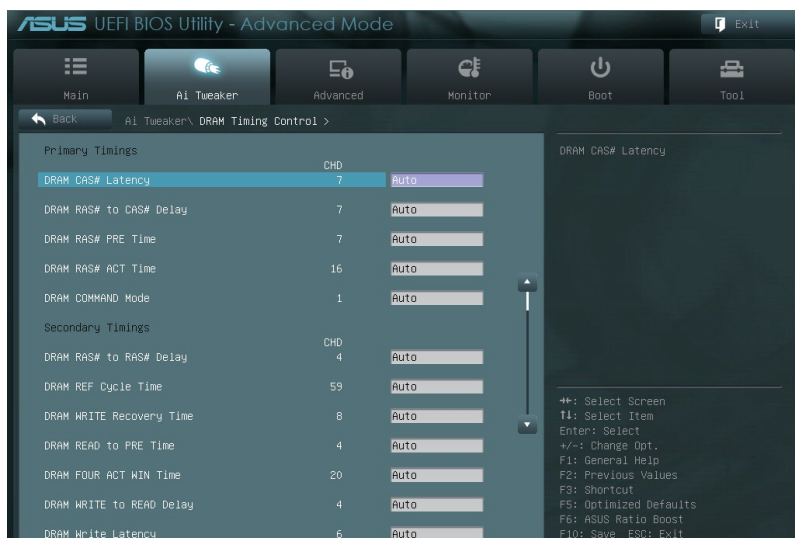 ASUS UEFI BIOS Utility - Advanced Mode
Exit
Main
Ai Tweaker
Advanced
Monitor
Boot
Tool
Back
Ai Tweaker\ DRAM Timing Control >
Primary Timings
CHD
DRAM CAS# Latency 7 Auto
DRAM RAS# to CAS# Delay 7 Auto
DRAM RAS# PRE Time 7 Auto
DRAM RAS# ACT Time 16 Auto
DRAM COMMAND Mode 1 Auto
Secondary Timings
CHD
DRAM RAS# to RAS# Delay 4 Auto
DRAM REF Cycle Time 59 Auto
DRAM WRITE Recovery Time 8 Auto
DRAM READ to PRE Time 4 Auto
DRAM FOUR ACT WIN Time 20 Auto
DRAM WRITE to READ Delay 4 Auto
DRAM Write Latency 6 Auto
DRAM CAS# Latency
→←: Select Screen
↑↓: Select Item
Enter: Select
+/-: Change Opt.
F1: General Help
F2: Previous Values
F3: Shortcut
F5: Optimized Defaults
F6: ASUS Ratio Boost
F10: Save ESC: Exit